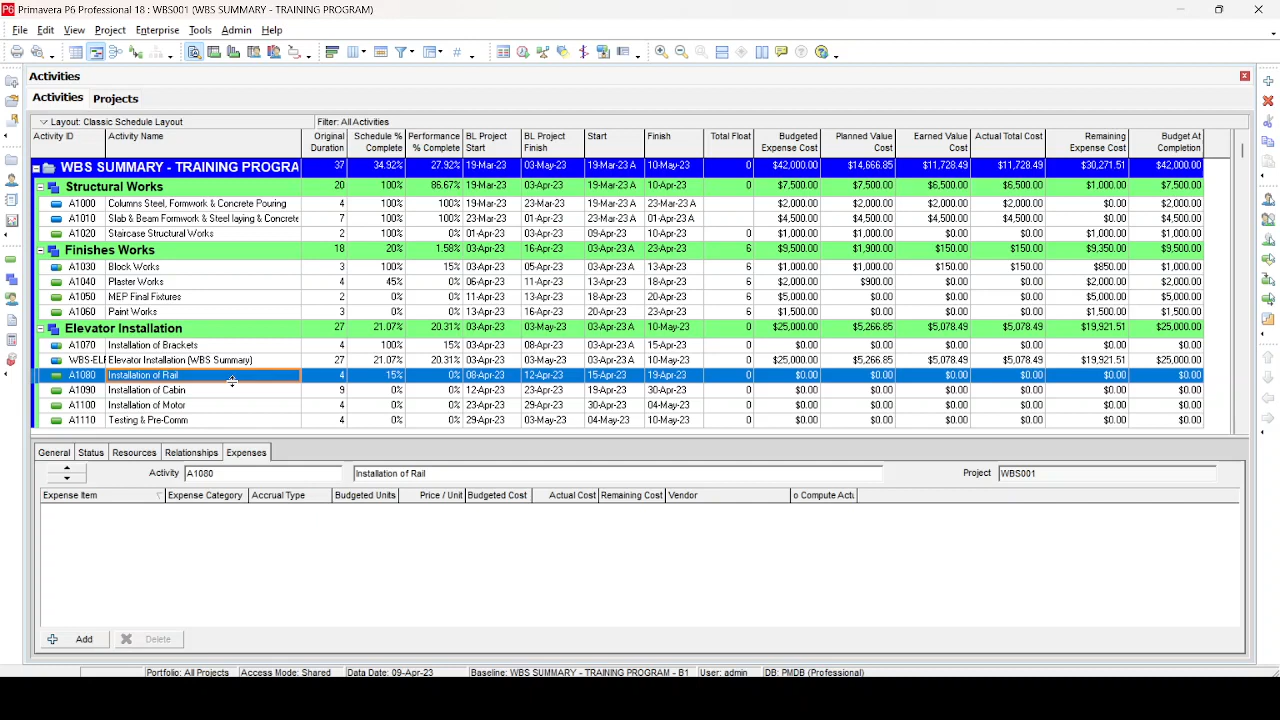 Primavera P6 Professional 18 : WBS001 (WBS SUMMARY - TRAINING PROGRAM)
File Edit View Project Enterprise Tools Admin Help
Activities
Activities Projects
Layout: Classic Schedule Layout Filter: All Activities
Activity ID Activity Name Original Duration Schedule % Complete Performance % Complete BL Project Start BL Project Finish Start Finish Total Float Budgeted Expense Cost Planned Value Cost Earned Value Cost Actual Total Cost Remaining Expense Cost Budget At Completion
WBS SUMMARY - TRAINING PROGRA 37 34.92% 27.92% 19-Mar-23 03-May-23 19-Mar-23 A 10-May-23 0 $42,000.00 $14,666.85 $11,728.49 $11,728.49 $30,271.51 $42,000.00
Structural Works 20 100% 86.67% 19-Mar-23 03-Apr-23 19-Mar-23 A 10-Apr-23 0 $7,500.00 $7,500.00 $6,500.00 $6,500.00 $1,000.00 $7,500.00
A1000 Columns Steel, Formwork & Concrete Pouring 4 100% 100% 19-Mar-23 23-Mar-23 19-Mar-23 A 23-Mar-23 A $2,000.00 $2,000.00 $2,000.00 $2,000.00 $0.00 $2,000.00
A1010 Slab & Beam Formwork & Steel laying & Concrete 7 100% 100% 23-Mar-23 01-Apr-23 23-Mar-23 A 01-Apr-23 A $4,500.00 $4,500.00 $4,500.00 $4,500.00 $0.00 $4,500.00
A1020 Staircase Structural Works 2 100% 0% 01-Apr-23 03-Apr-23 09-Apr-23 10-Apr-23 0 $1,000.00 $1,000.00 $0.00 $0.00 $1,000.00 $1,000.00
Finishes Works 18 20% 1.58% 03-Apr-23 16-Apr-23 03-Apr-23 A 23-Apr-23 6 $9,500.00 $1,900.00 $150.00 $150.00 $9,350.00 $9,500.00
A1030 Block Works 3 100% 15% 03-Apr-23 05-Apr-23 03-Apr-23 A 13-Apr-23 6 $1,000.00 $1,000.00 $150.00 $150.00 $850.00 $1,000.00
A1040 Plaster Works 4 45% 0% 06-Apr-23 11-Apr-23 13-Apr-23 18-Apr-23 6 $2,000.00 $900.00 $0.00 $0.00 $2,000.00 $2,000.00
A1050 MEP Final Fixtures 2 0% 0% 11-Apr-23 13-Apr-23 18-Apr-23 20-Apr-23 6 $5,000.00 $0.00 $0.00 $0.00 $5,000.00 $5,000.00
A1060 Paint Works 3 0% 0% 13-Apr-23 16-Apr-23 20-Apr-23 23-Apr-23 6 $1,500.00 $0.00 $0.00 $0.00 $1,500.00 $1,500.00
Elevator Installation 27 21.07% 20.31% 03-Apr-23 03-May-23 03-Apr-23 A 10-May-23 0 $25,000.00 $5,266.85 $5,078.49 $5,078.49 $19,921.51 $25,000.00
A1070 Installation of Brackets 4 100% 15% 03-Apr-23 08-Apr-23 03-Apr-23 A 15-Apr-23 0 $0.00 $0.00 $0.00 $0.00 $0.00 $0.00
WBS-ELE Elevator Installation (WBS Summary) 27 21.07% 20.31% 03-Apr-23 03-May-23 03-Apr-23 A 10-May-23 0 $25,000.00 $5,266.85 $5,078.49 $5,078.49 $19,921.51 $25,000.00
A1080 Installation of Rail 4 15% 0% 08-Apr-23 12-Apr-23 15-Apr-23 19-Apr-23 0 $0.00 $0.00 $0.00 $0.00 $0.00 $0.00
A1090 Installation of Cabin 9 0% 0% 12-Apr-23 23-Apr-23 19-Apr-23 30-Apr-23 0 $0.00 $0.00 $0.00 $0.00 $0.00 $0.00
A1100 Installation of Motor 4 0% 0% 23-Apr-23 29-Apr-23 30-Apr-23 04-May-23 0 $0.00 $0.00 $0.00 $0.00 $0.00 $0.00
A1110 Testing & Pre-Comm 4 0% 0% 29-Apr-23 03-May-23 04-May-23 10-May-23 0 $0.00 $0.00 $0.00 $0.00 $0.00 $0.00
General Status Resources Relationships Expenses
Activity A1080 Installation of Rail Project WBS001
Expense Item Expense Category Accrual Type Budgeted Units Price / Unit Budgeted Cost Actual Cost Remaining Cost Vendor o Compute Actu
Add Delete
Portfolio: All Projects Access Mode: Shared Data Date: 09-Apr-23 Baseline: WBS SUMMARY - TRAINING PROGRAM - B1 User: admin DB: PMDB (Professional)